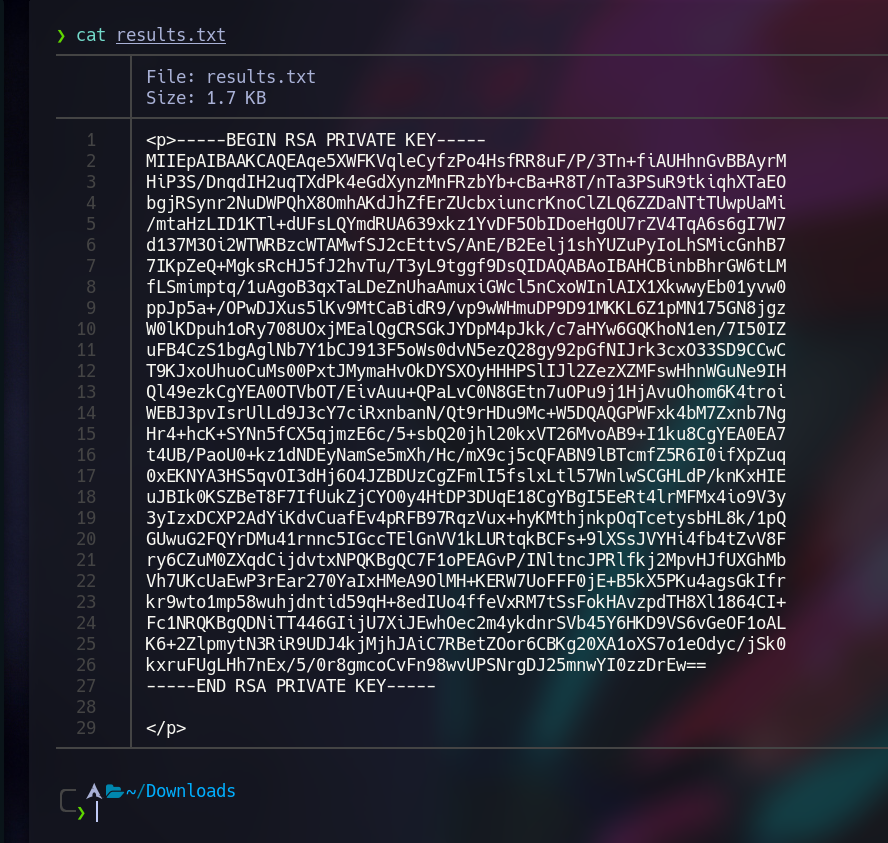 ❯ cat results.txt
File: results.txt
Size: 1.7 KB
1 <p>-----BEGIN RSA PRIVATE KEY-----
2 MIIEpAIBAAKCAQEAqe5XWFKVqleCyfzPo4HsfRR8uF/P/3Tn+fiAUHhnGvBBAyrM
3 HiP3S/DnqdIH2uqTXdPk4eGdXynzMnFRzbYb+cBa+R8T/nTa3PSuR9tkiqhXTaEO
4 bgjRSynr2NuDWPQhX8OmhAKdJhZfErZUcbxiuncrKnoClZLQ6ZZDaNTtTUwpUaMi
5 /mtaHzLID1KTl+dUFsLQYmdRUA639xkz1YvDF5ObIDoeHgOU7rZV4TqA6s6gI7W7
6 d137M3Oi2WTWRBzcWTAMwfSJ2cEttvS/AnE/B2Eelj1shYUZuPyIoLhSMicGnhB7
7 7IKpZeQ+MgksRcHJ5fJ2hvTu/T3yL9tggf9DsQIDAQABAoIBAHCBinbBhrGW6tLM
8 fLSmimptq/1uAgoB3qxTaLDeZnUhaAmuxiGWcl5nCxoWInlAIX1XkwwyEb01yvw0
9 ppJp5a+/OPwDJXus5lKv9MtCaBidR9/vp9wWHmuDP9D91MKKL6Z1pMN175GN8jgz
10 W0lKDpuh1oRy708UOxjMEalQgCRSGkJYDpM4pJkk/c7aHYw6GQKhoN1en/7I50IZ
11 uFB4CzS1bgAglNb7Y1bCJ913F5oWs0dvN5ezQ28gy92pGfNIJrk3cxO33SD9CCwC
12 T9KJxoUhuoCuMs00PxtJMymaHvOkDYSXOyHHHPSlIJl2ZezXZMFswHhnWGuNe9IH
13 Ql49ezkCgYEA0OTVbOT/EivAuu+QPaLvC0N8GEtn7uOPu9j1HjAvuOhom6K4troi
14 WEBJ3pvIsrUlLd9J3cY7ciRxnbanN/Qt9rHDu9Mc+W5DQAQGPWFxk4bM7Zxnb7Ng
15 Hr4+hcK+SYNn5fCX5qjmzE6c/5+sbQ20jhl20kxVT26MvoAB9+I1ku8CgYEA0EA7
16 t4UB/PaoU0+kz1dNDEyNamSe5mXh/Hc/mX9cj5cQFABN9lBTcmfZ5R6I0ifXpZuq
17 0xEKNYA3HS5qvOI3dHj6O4JZBDUzCgZFmlI5fslxLtl57WnlwSCGHLdP/knKxHIE
18 uJBIk0KSZBeT8F7IfUukZjCYO0y4HtDP3DUqE18CgYBgI5EeRt4lrMFMx4io9V3y
19 3yIzxDCXP2AdYiKdvCuafEv4pRFB97RqzVux+hyKMthjnkpOqTcetysbHL8k/1pQ
20 GUwuG2FQYrDMu41rnnc5IGccTElGnVV1kLURtqkBCFs+9lXSsJVYHi4fb4tZvV8F
21 ry6CZuM0ZXqdCijdvtxNPQKBgQC7F1oPEAGvP/INltncJPRlfkj2MpvHJfUXGhMb
22 Vh7UKcUaEwP3rEar270YaIxHMeA9OlMH+KERW7UoFFF0jE+B5kX5PKu4agsGkIfr
23 kr9wto1mp58wuhjdntid59qH+8edIUo4ffeVxRM7tSsFokHAvzpdTH8Xl1864CI+
24 Fc1NRQKBgQDNiTT446GIijU7XiJEwhOec2m4ykdnrSVb45Y6HKD9VS6vGeOF1oAL
25 K6+2ZlpmytN3RiR9UDJ4kjMjhJAiC7RBetZOor6CBKg20XA1oXS7o1eOdyc/jSk0
26 kxruFUgLHh7nEx/5/0r8gmcoCvFn98wvUPSNrgDJ25mnwYI0zzDrEw==
27 -----END RSA PRIVATE KEY-----
28
29 </p>
~/Downloads
❯